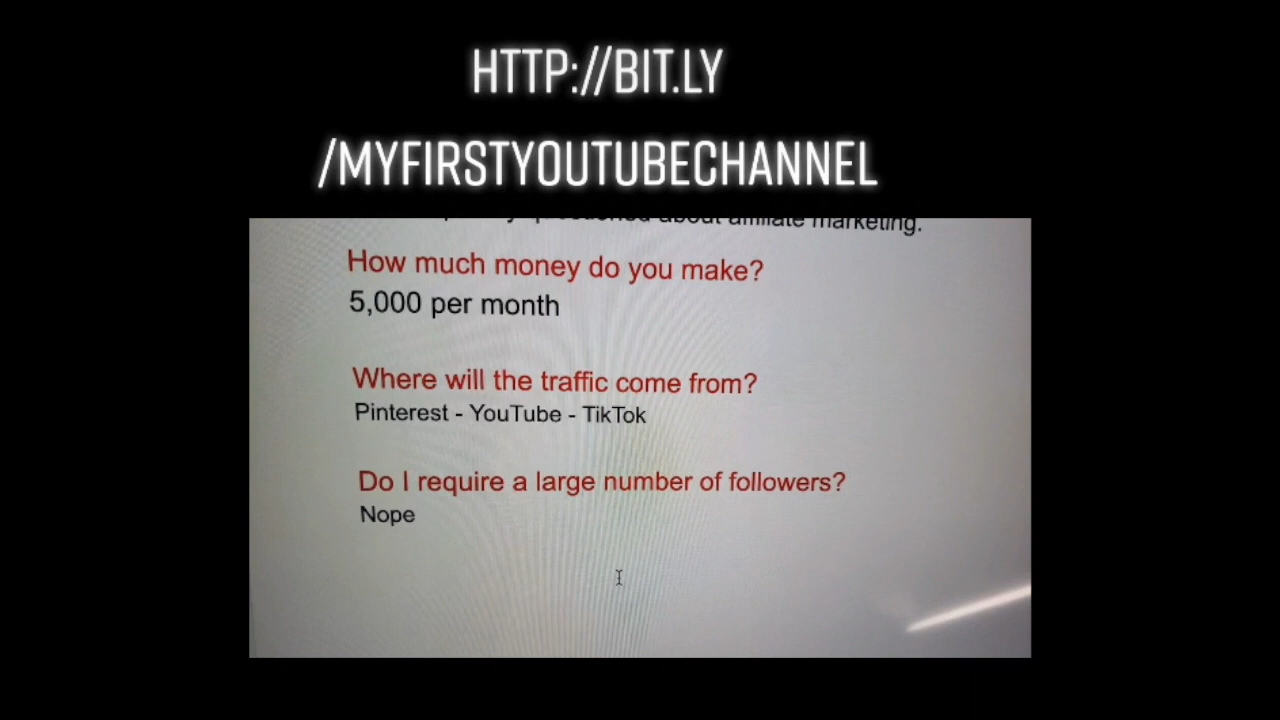 HTTP://BIT.LY
/MYFIRSTYOUTUBECHANNEL
about affiliate marketing.
How much money do you make?
5,000 per month
Where will the traffic come from?
Pinterest - YouTube - TikTok
Do I require a large number of followers?
Nope